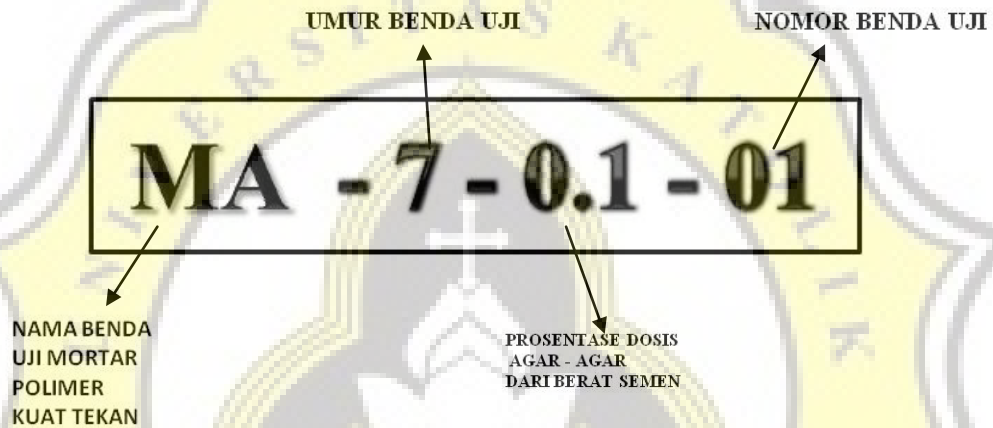 UMUR BENDA UJI
NOMOR BENDA UJI
MA - 7 - 0.1 - 01
NAMA BENDA
UJI MORTAR
POLIMER
KUAT TEKAN
PROSENTASE DOSIS
AGAR - AGAR
DARI BERAT SEMEN